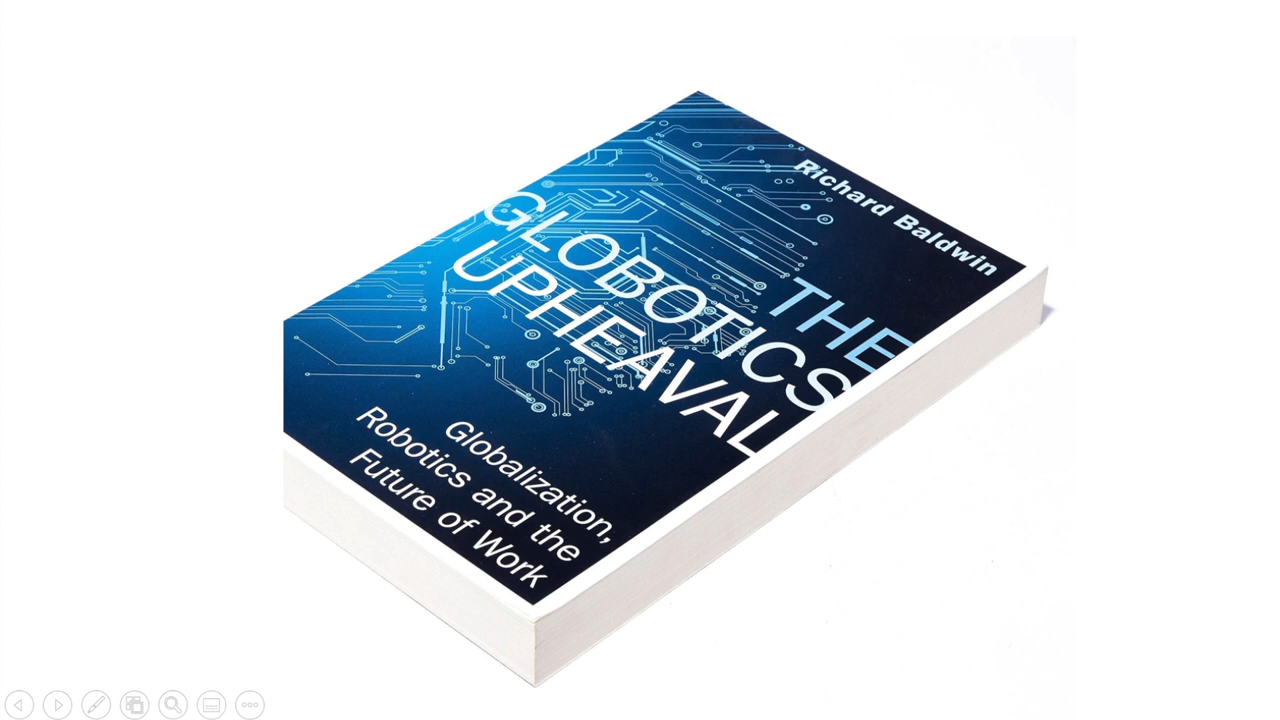 Richard Baldwin
THE
GLOBOTICS
UPHEAVAL
Globalization,
Robotics and the
Future of Work